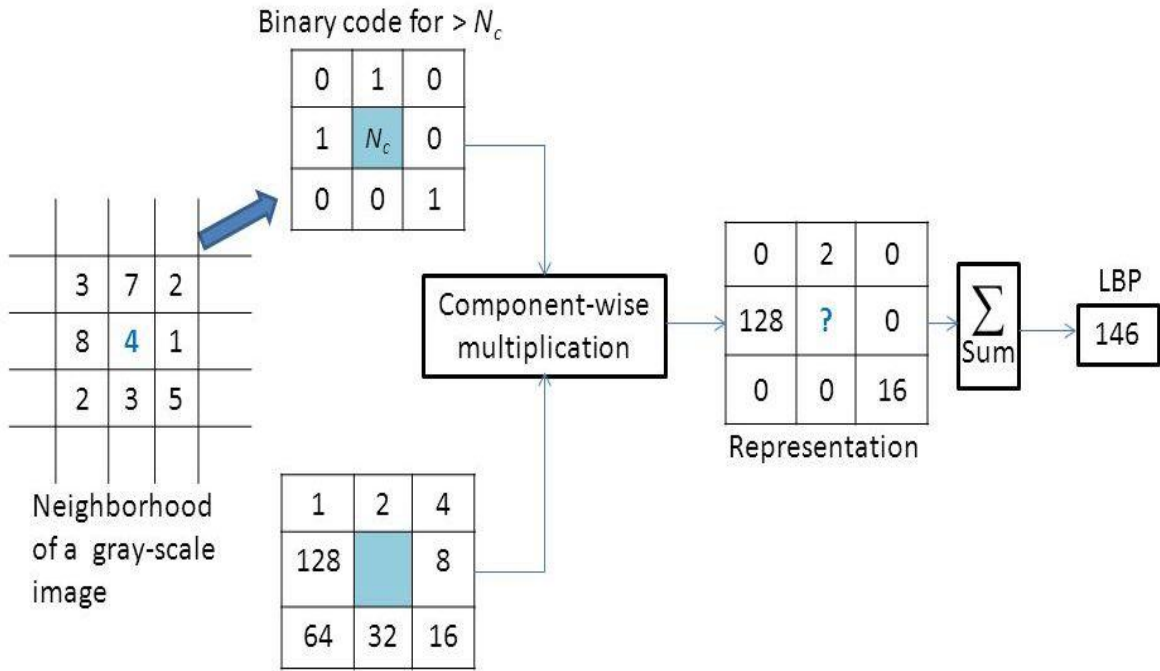 Binary code for > N_c
0 1 0
1 N_c 0
0 0 1
3 7 2
8 4 1
2 3 5
Neighborhood
of a gray-scale
image
1 2 4
128 8
64 32 16
Component-wise
multiplication
0 2 0
128 ? 0
0 0 16
Representation
∑
Sum
LBP
146